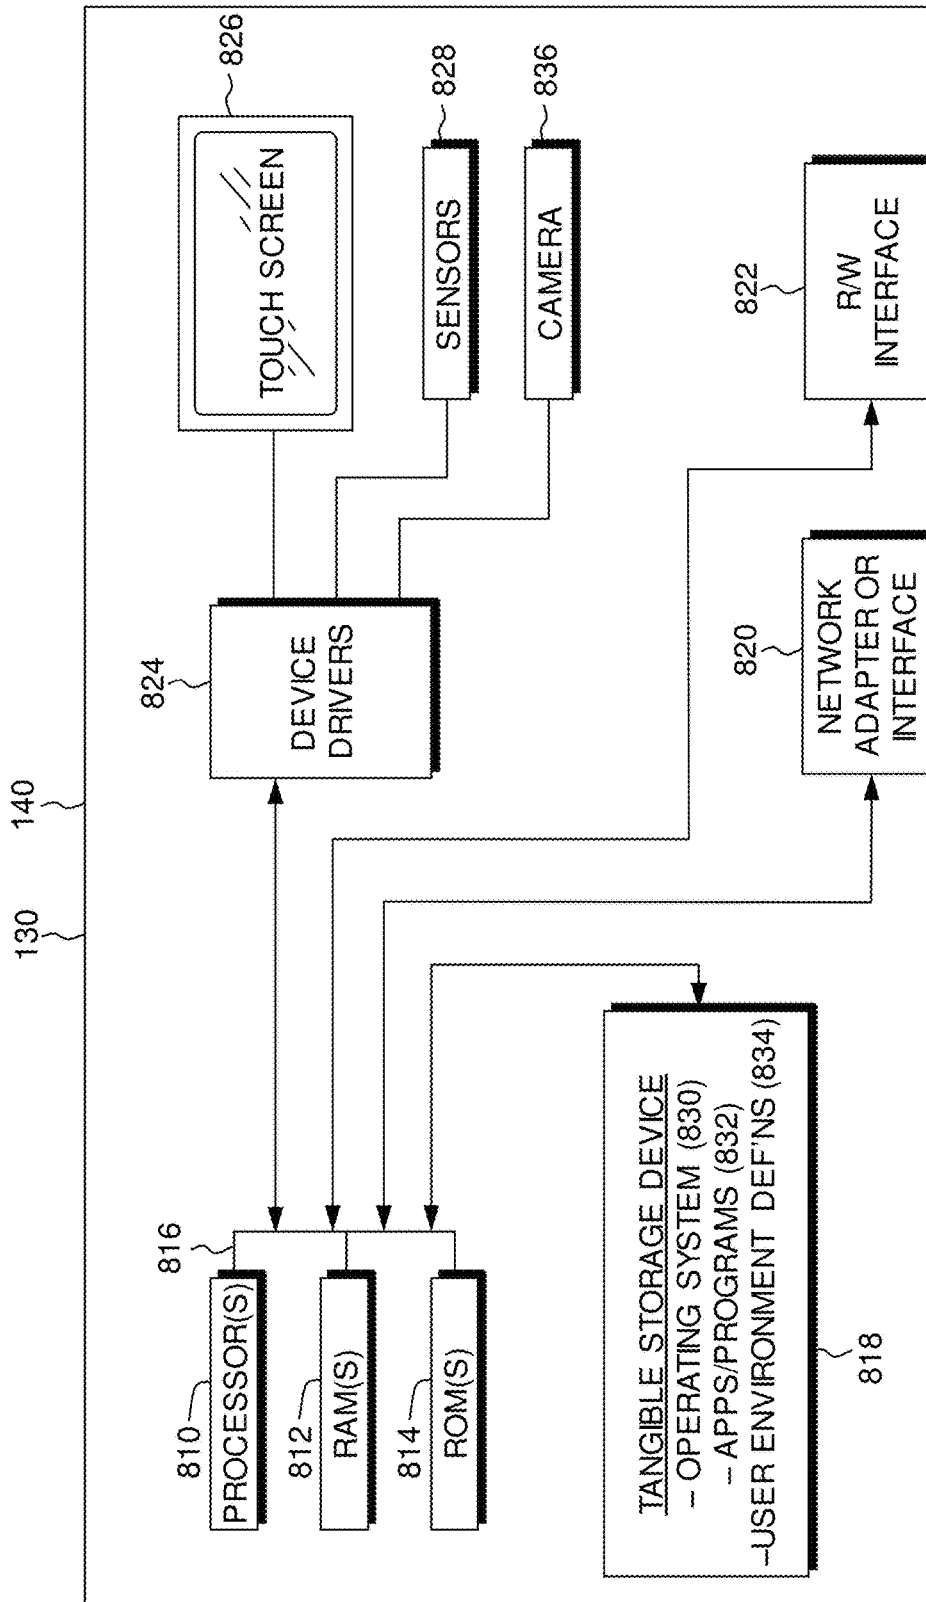 130
140
810
PROCESSOR(S)
816
812
RAM(S)
814
ROM(S)
824
DEVICE
DRIVERS
826
TOUCH SCREEN
828
SENSORS
836
CAMERA
TANGIBLE STORAGE DEVICE
– OPERATING SYSTEM (830)
– APPS/PROGRAMS (832)
–USER ENVIRONMENT DEF'NS (834)
818
820
NETWORK
ADAPTER OR
INTERFACE
822
R/W
INTERFACE